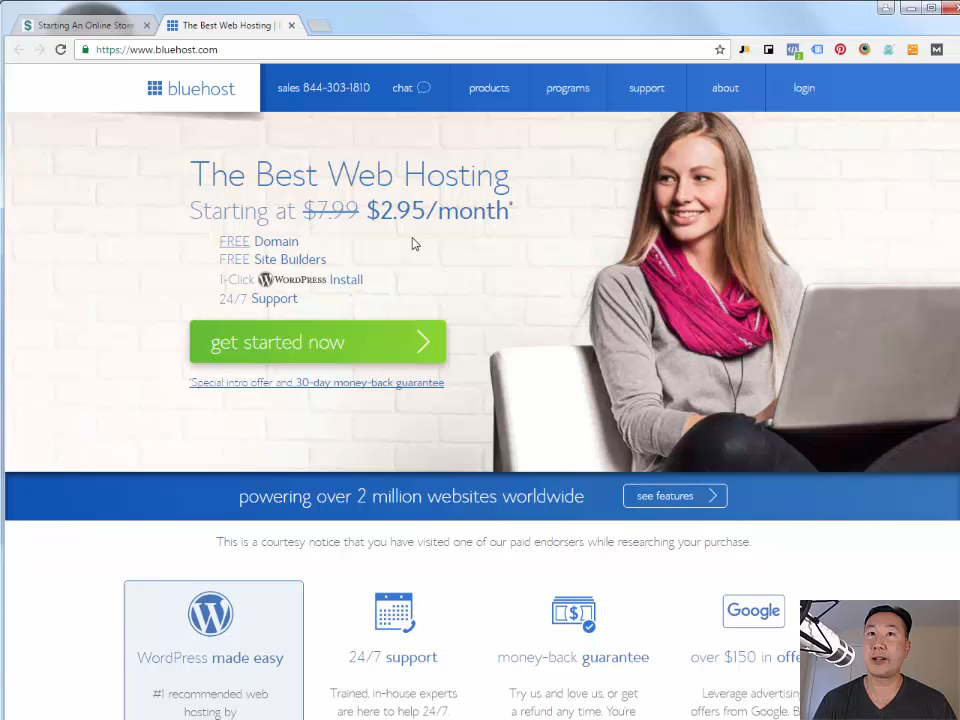 Starting An Online Store
The Best Web Hosting |
https://www.bluehost.com
bluehost
sales 844-303-1810
chat
products
programs
support
about
login
The Best Web Hosting
Starting at $7.99 $2.95/month*
FREE Domain
FREE Site Builders
1-Click WORDPRESS Install
24/7 Support
get started now
*Special intro offer and 30-day money-back guarantee
powering over 2 million websites worldwide
see features
This is a courtesy notice that you have visited one of our paid endorsers while researching your purchase.
WordPress made easy
#1 recommended web
hosting by
24/7 support
Trained, in-house experts
are here to help 24/7.
money-back guarantee
Try us and love us, or get
a refund any time. You're
Google
over $150 in offe
Leverage advertisin
offers from Google, B